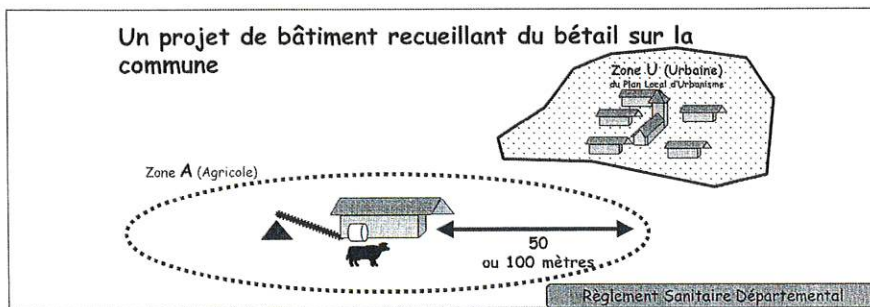 Un projet de bâtiment recueillant du bétail sur la
commune
Zone U (Urbaine)
du Plan Local d'Urbanisme
Zone A (Agricole)
50
ou 100 mètres
Règlement Sanitaire Départemental